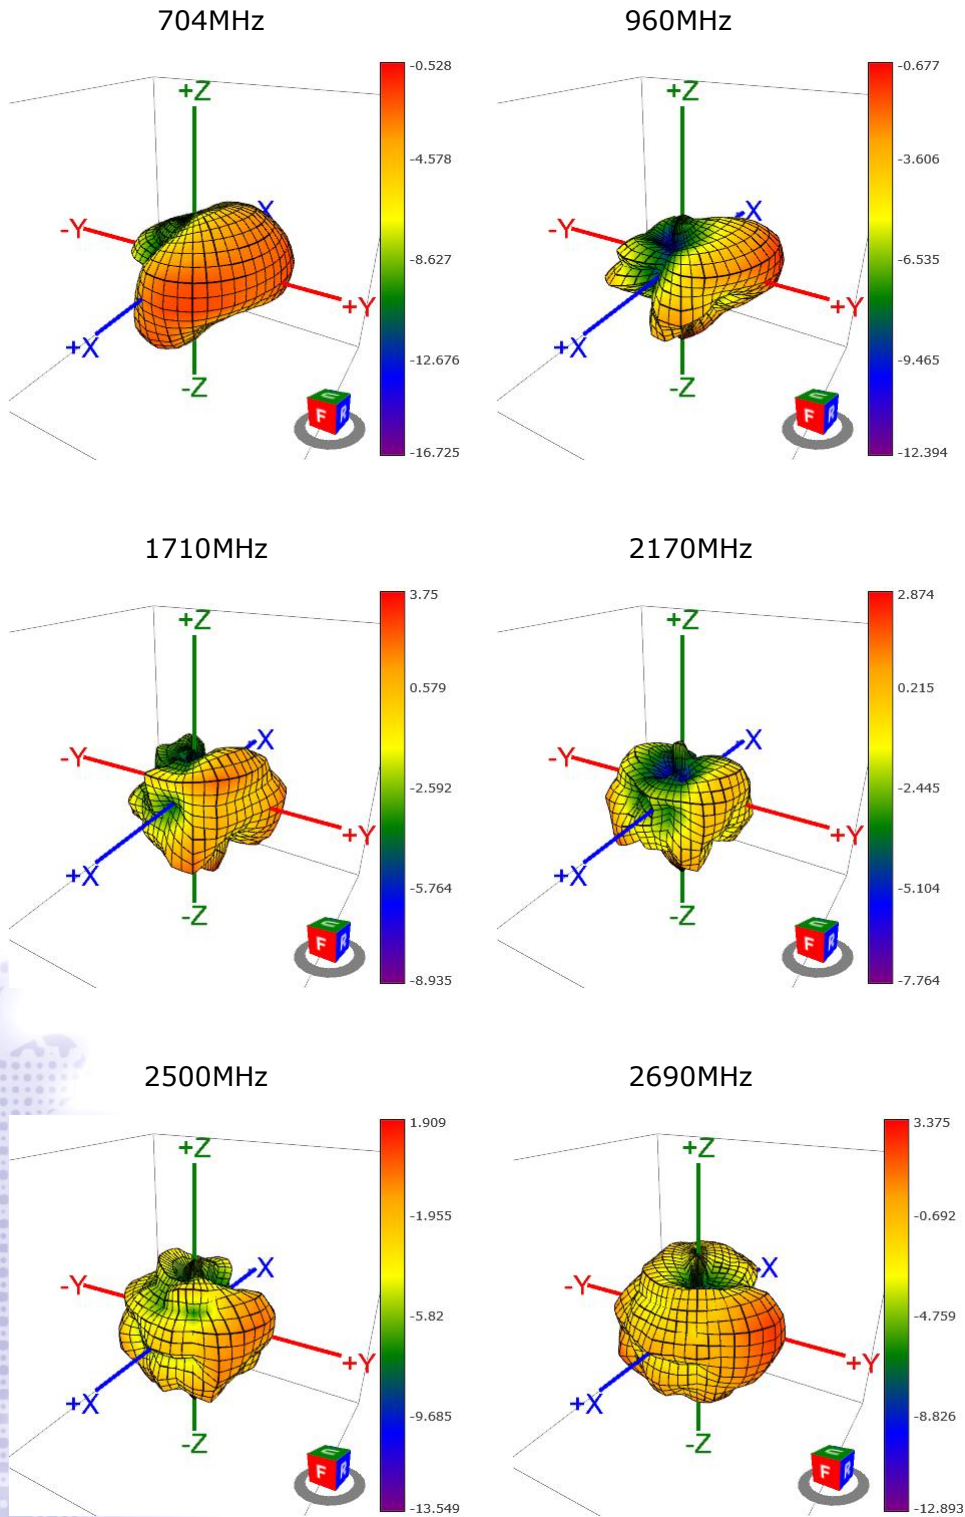 704MHz
-0.528
-4.578
-8.627
-12.676
-16.725
+Z
-Y
X
+Y
+X
-Z
F
R
960MHz
-0.677
-3.606
-6.535
-9.465
-12.394
+Z
-Y
-X
+Y
+X
-Z
F
R
1710MHz
3.75
0.579
-2.592
-5.764
-8.935
+Z
-Y
-X
+Y
+X
-Z
F
R
2170MHz
2.874
0.215
-2.445
-5.104
-7.764
+Z
-Y
-X
+Y
+X
-Z
F
R
2500MHz
1.909
-1.955
-5.82
-9.685
-13.549
+Z
-Y
-X
+Y
+X
-Z
F
R
2690MHz
3.375
-0.692
-4.759
-8.826
-12.893
+Z
-Y
X
+Y
+X
-Z
F
R